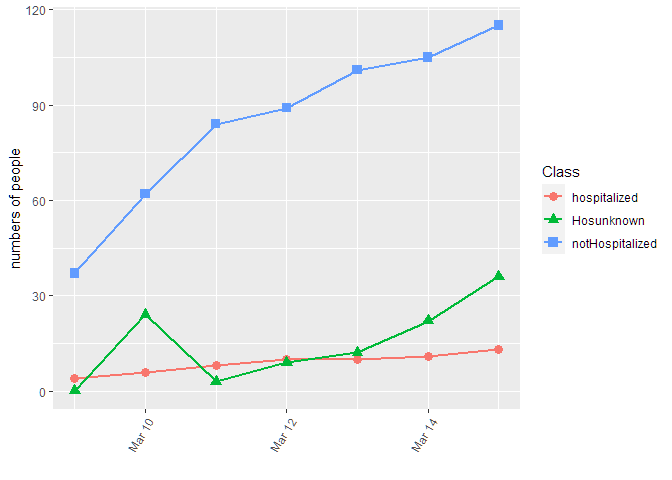 120
90
60
30
0
numbers of people
Mar 10
Mar 12
Mar 14
Class
hospitalized
Hosunknown
notHospitalized